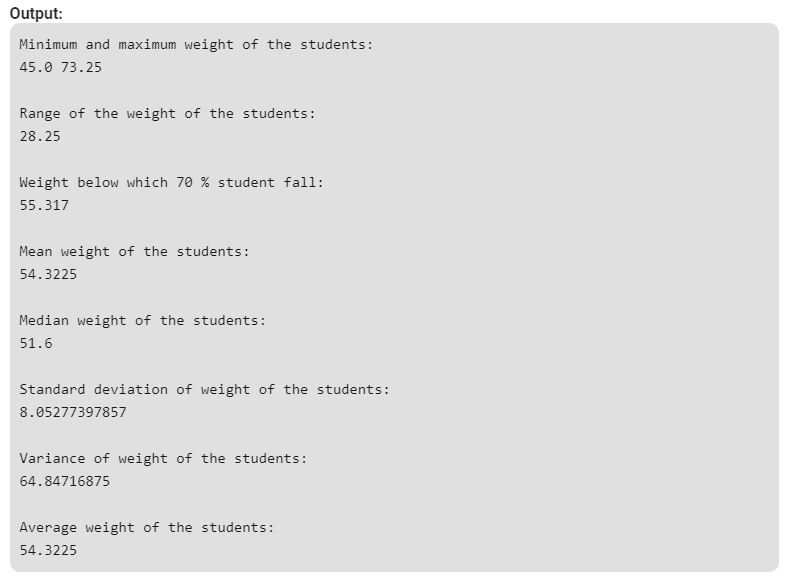 Output:
Minimum and maximum weight of the students:
45.0 73.25
Range of the weight of the students:
28.25
Weight below which 70 % student fall:
55.317
Mean weight of the students:
54.3225
Median weight of the students:
51.6
Standard deviation of weight of the students:
8.05277397857
Variance of weight of the students:
64.84716875
Average weight of the students:
54.3225